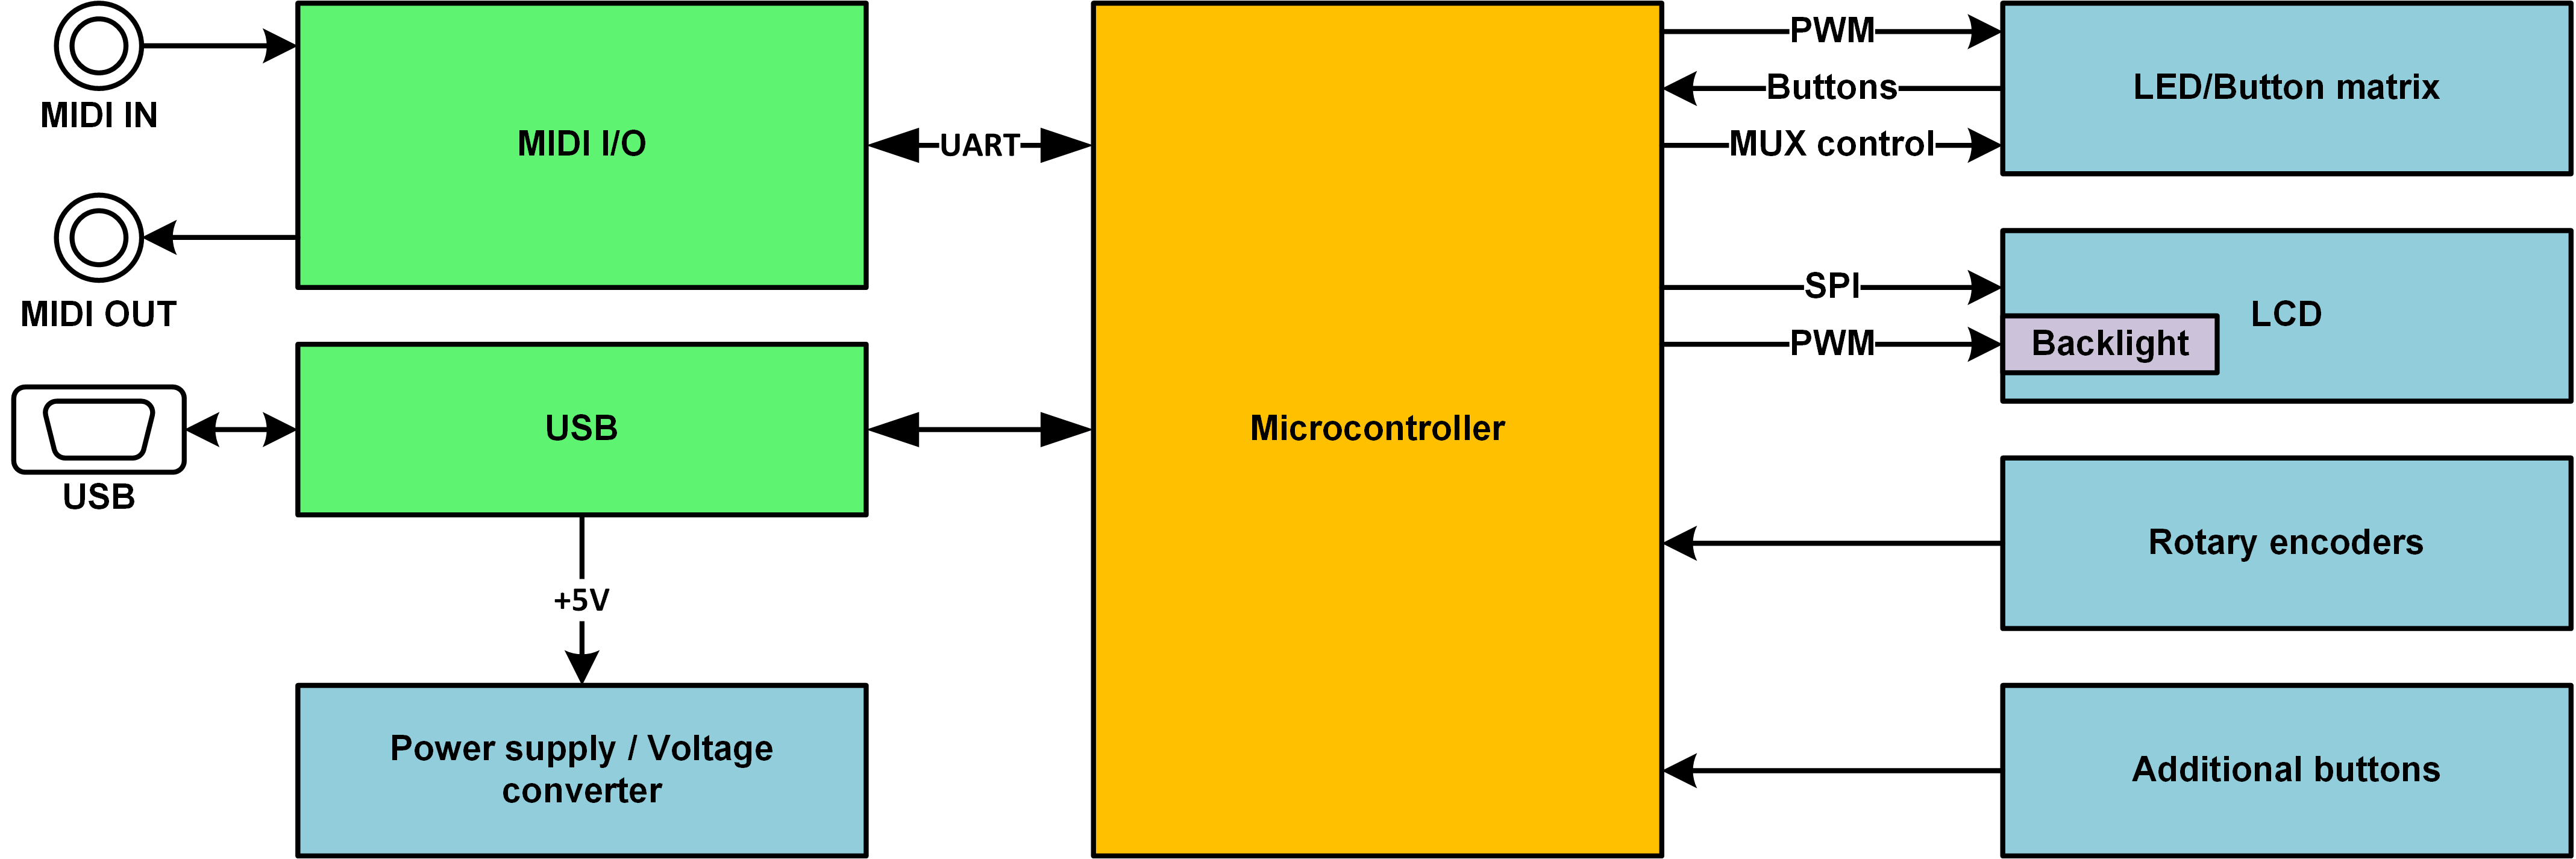 MIDI IN
MIDI OUT
USB
MIDI I/O
USB
+5V
Power supply / Voltage
converter
UART
Microcontroller
PWM
Buttons
MUX control
SPI
PWM
LED/Button matrix
LCD
Backlight
Rotary encoders
Additional buttons